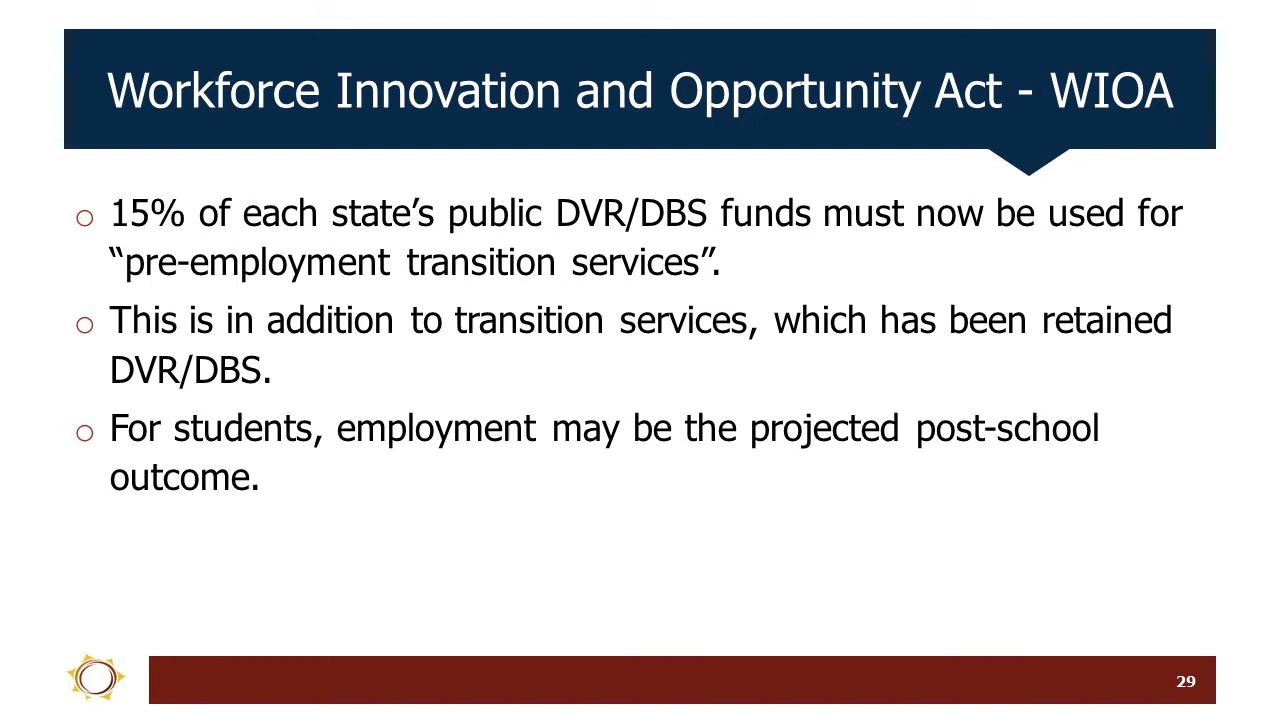 Workforce Innovation and Opportunity Act - WIOA
15% of each state’s public DVR/DBS funds must now be used for
“pre-employment transition services”.
This is in addition to transition services, which has been retained
DVR/DBS.
For students, employment may be the projected post-school
outcome.
29